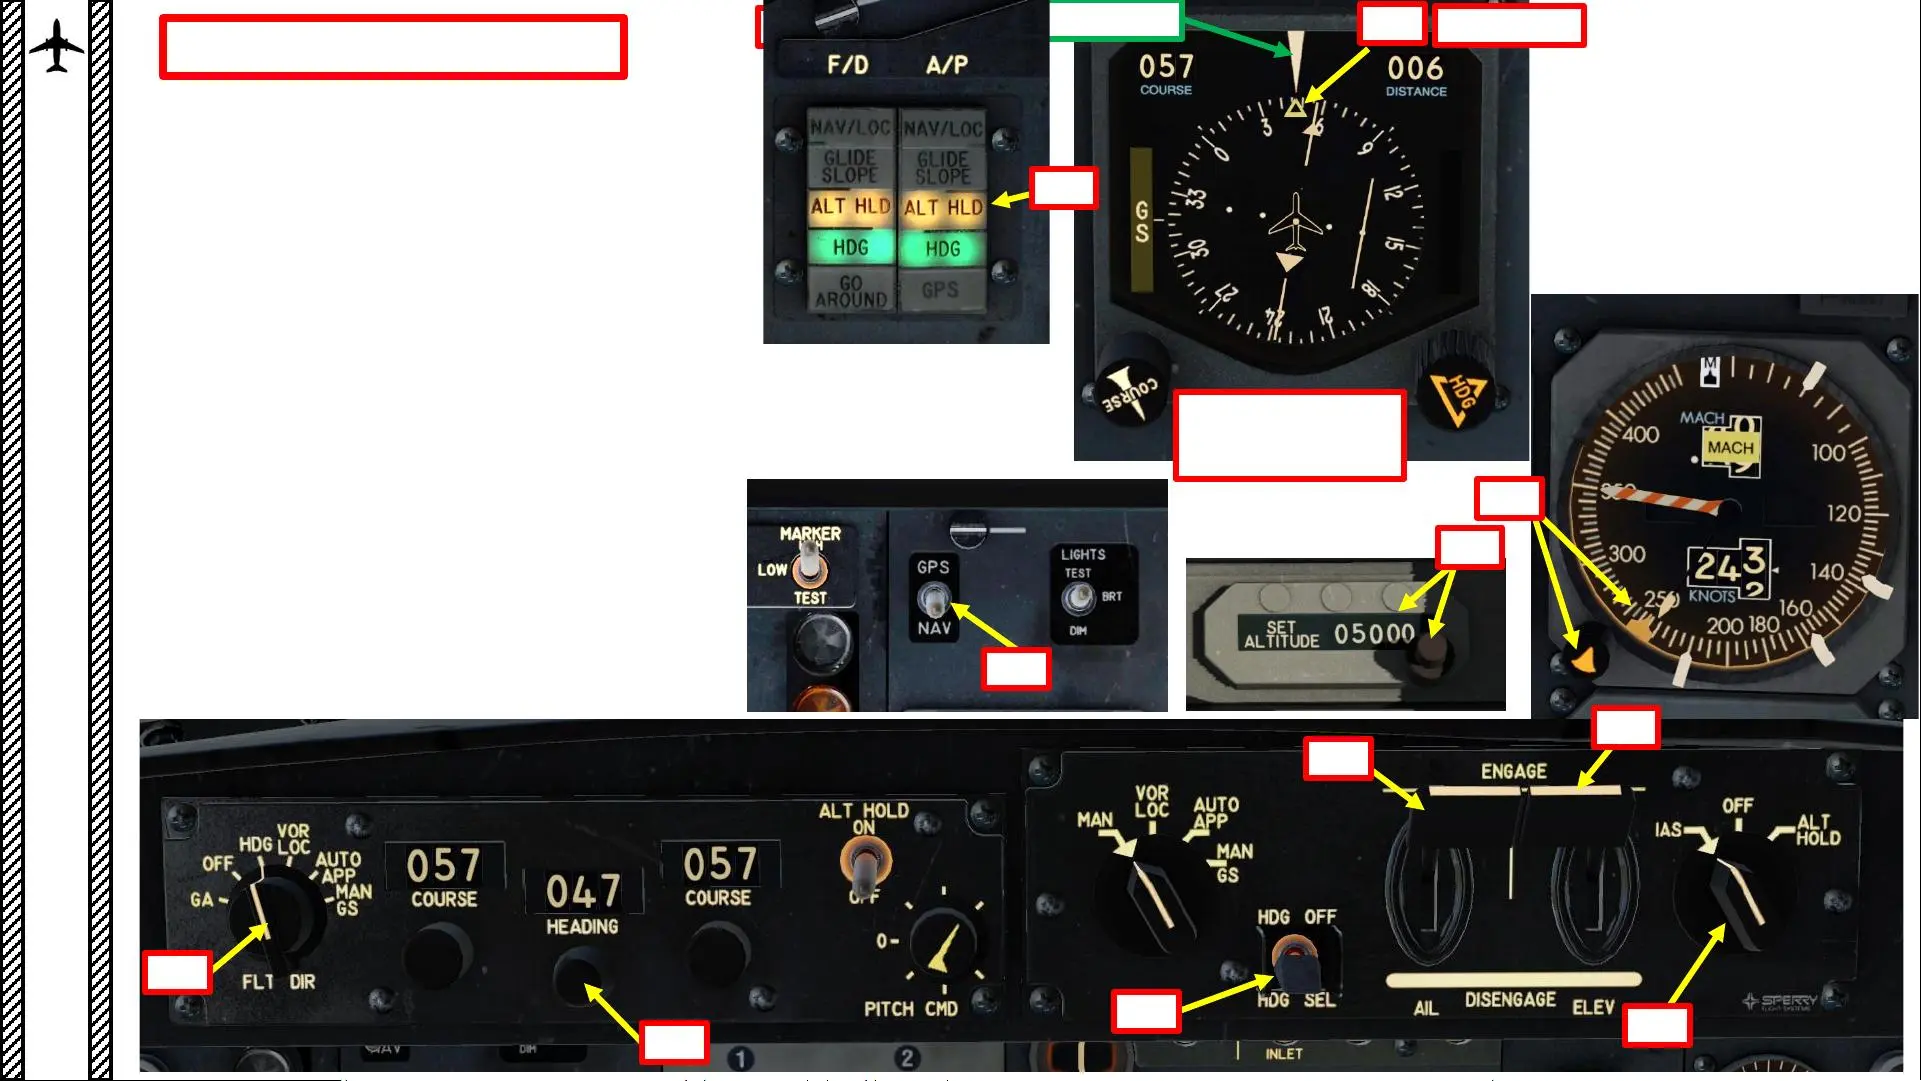 F/D A/P
NAV/LOC NAV/LOC
GLIDE SLOPE GLIDE SLOPE
ALT HLD ALT HLD
HDG HDG
GO AROUND GPS
057 006
COURSE DISTANCE
3 6 9 12 15 18 21 24 27 30 33 0
G
S
COURSE HDG
M
MACH
MACH
400 100
120
300 140
243
2
KNOTS
250 160
200 180
MARKER
LOW
TEST
GPS
NAV
LIGHTS
TEST
BRT
DIM
SET
ALTITUDE 05000
ENGAGE
ALT HOLD
ON
OFF
GA OFF HDG VOR LOC AUTO APP MAN GS
FLT DIR
057
COURSE
047
HEADING
057
COURSE
0
PITCH CMD
MAN VOR LOC AUTO APP MAN GS
HDG OFF
HDG SEL
IAS OFF ALT HOLD
AIL DISENGAGE ELEV
SPERRY
FLIGHT SYSTEMS
DIM
1 2
INLET